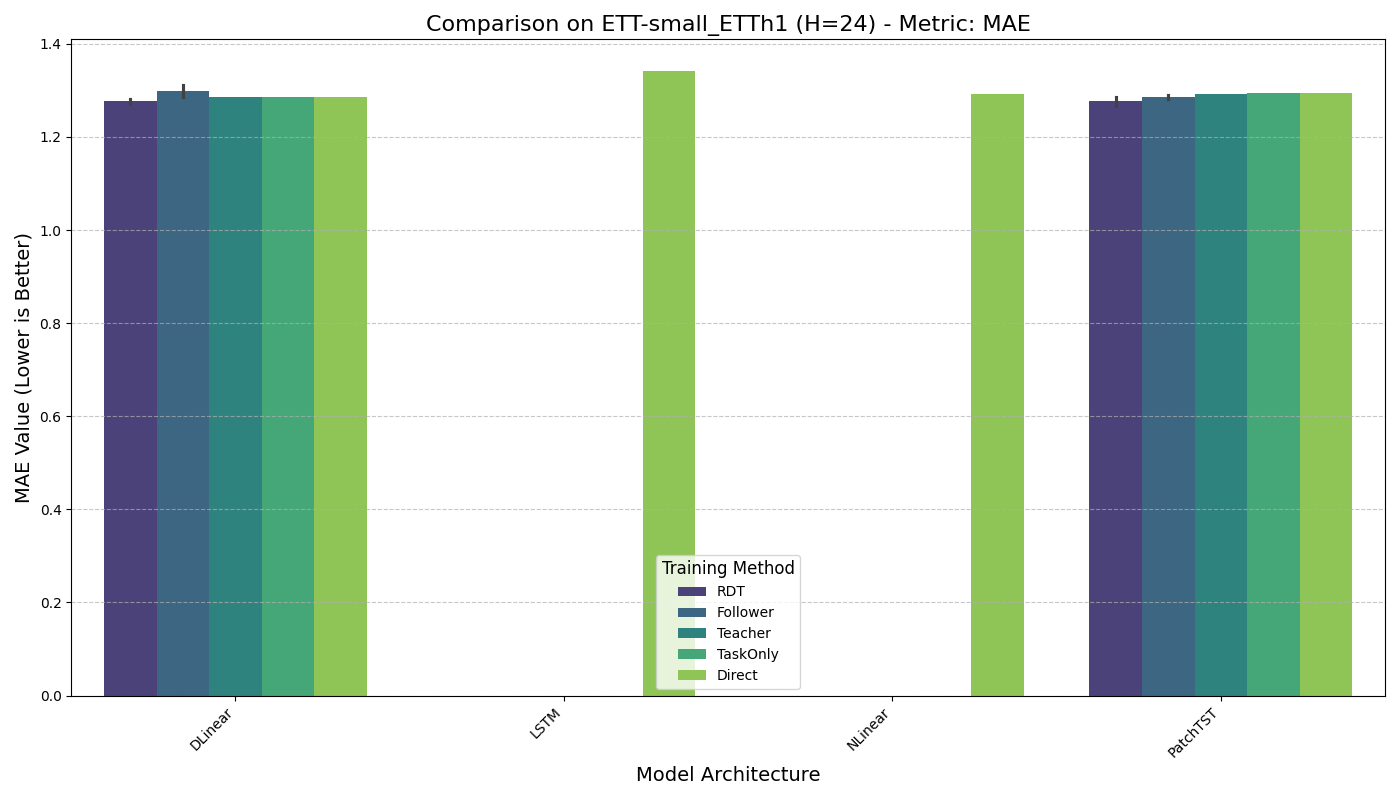 Comparison on ETT-small_ETTh1 (H=24) - Metric: MAE
MAE Value (Lower is Better)
1.4
1.2
1.0
0.8
0.6
0.4
0.2
0.0
Training Method
RDT
Follower
Teacher
TaskOnly
Direct
DLinear
LSTM
NLinear
PatchTST
Model Architecture